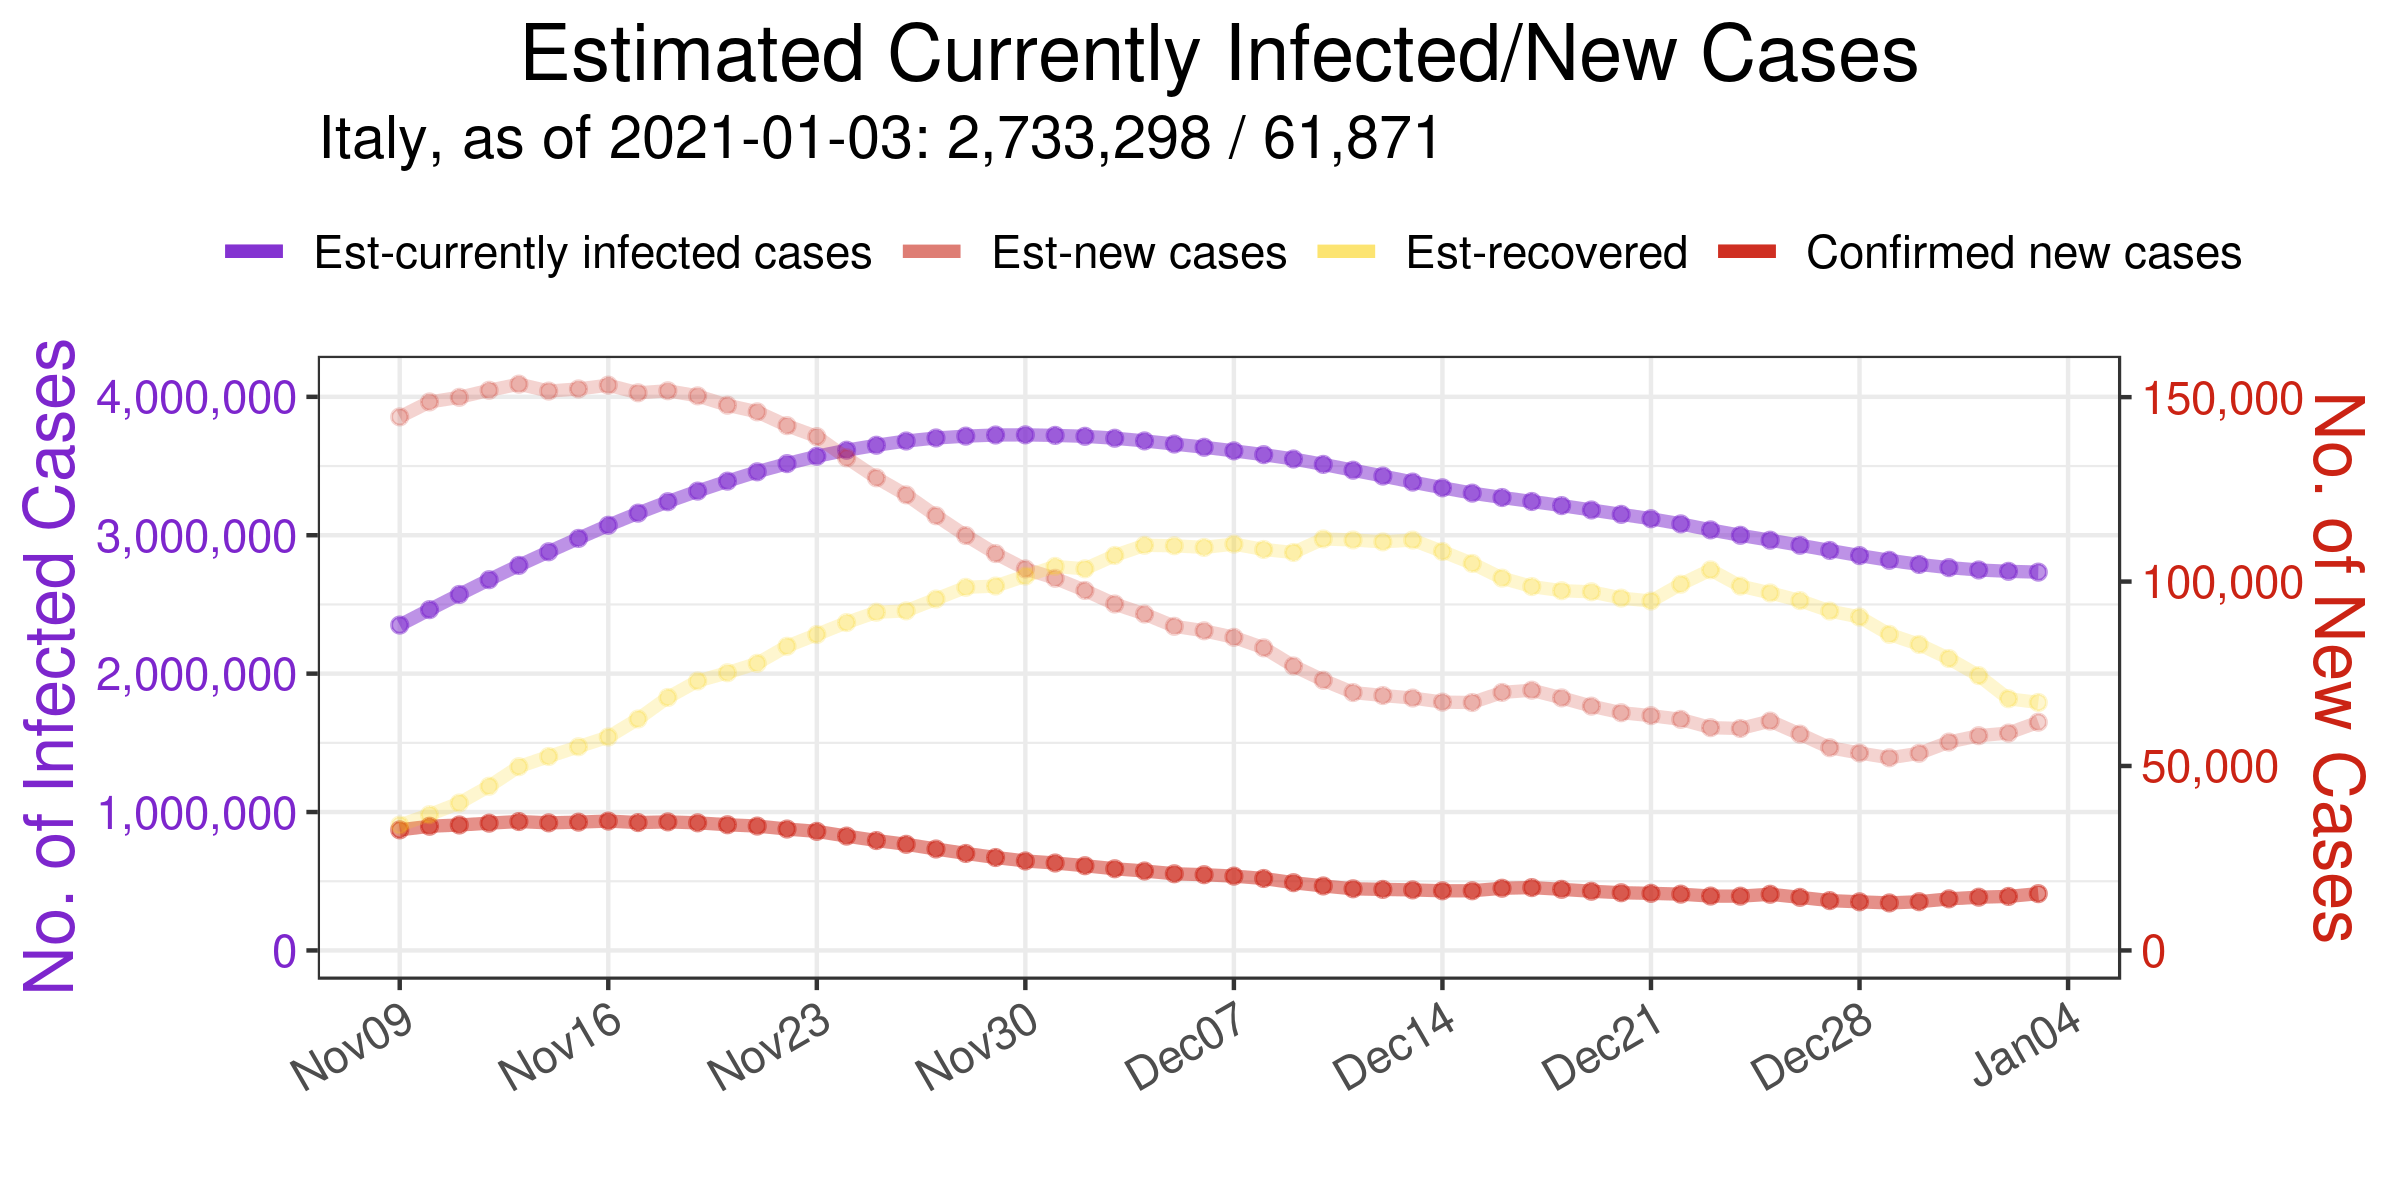 Estimated Currently Infected/New Cases
Italy, as of 2021-01-03: 2,733,298 / 61,871
Est-currently infected cases Est-new cases Est-recovered Confirmed new cases
No. of Infected Cases
4,000,000
3,000,000
2,000,000
1,000,000
0
150,000
100,000
50,000
0
No. of New Cases
Nov09 Nov16 Nov23 Nov30 Dec07 Dec14 Dec21 Dec28 Jan04